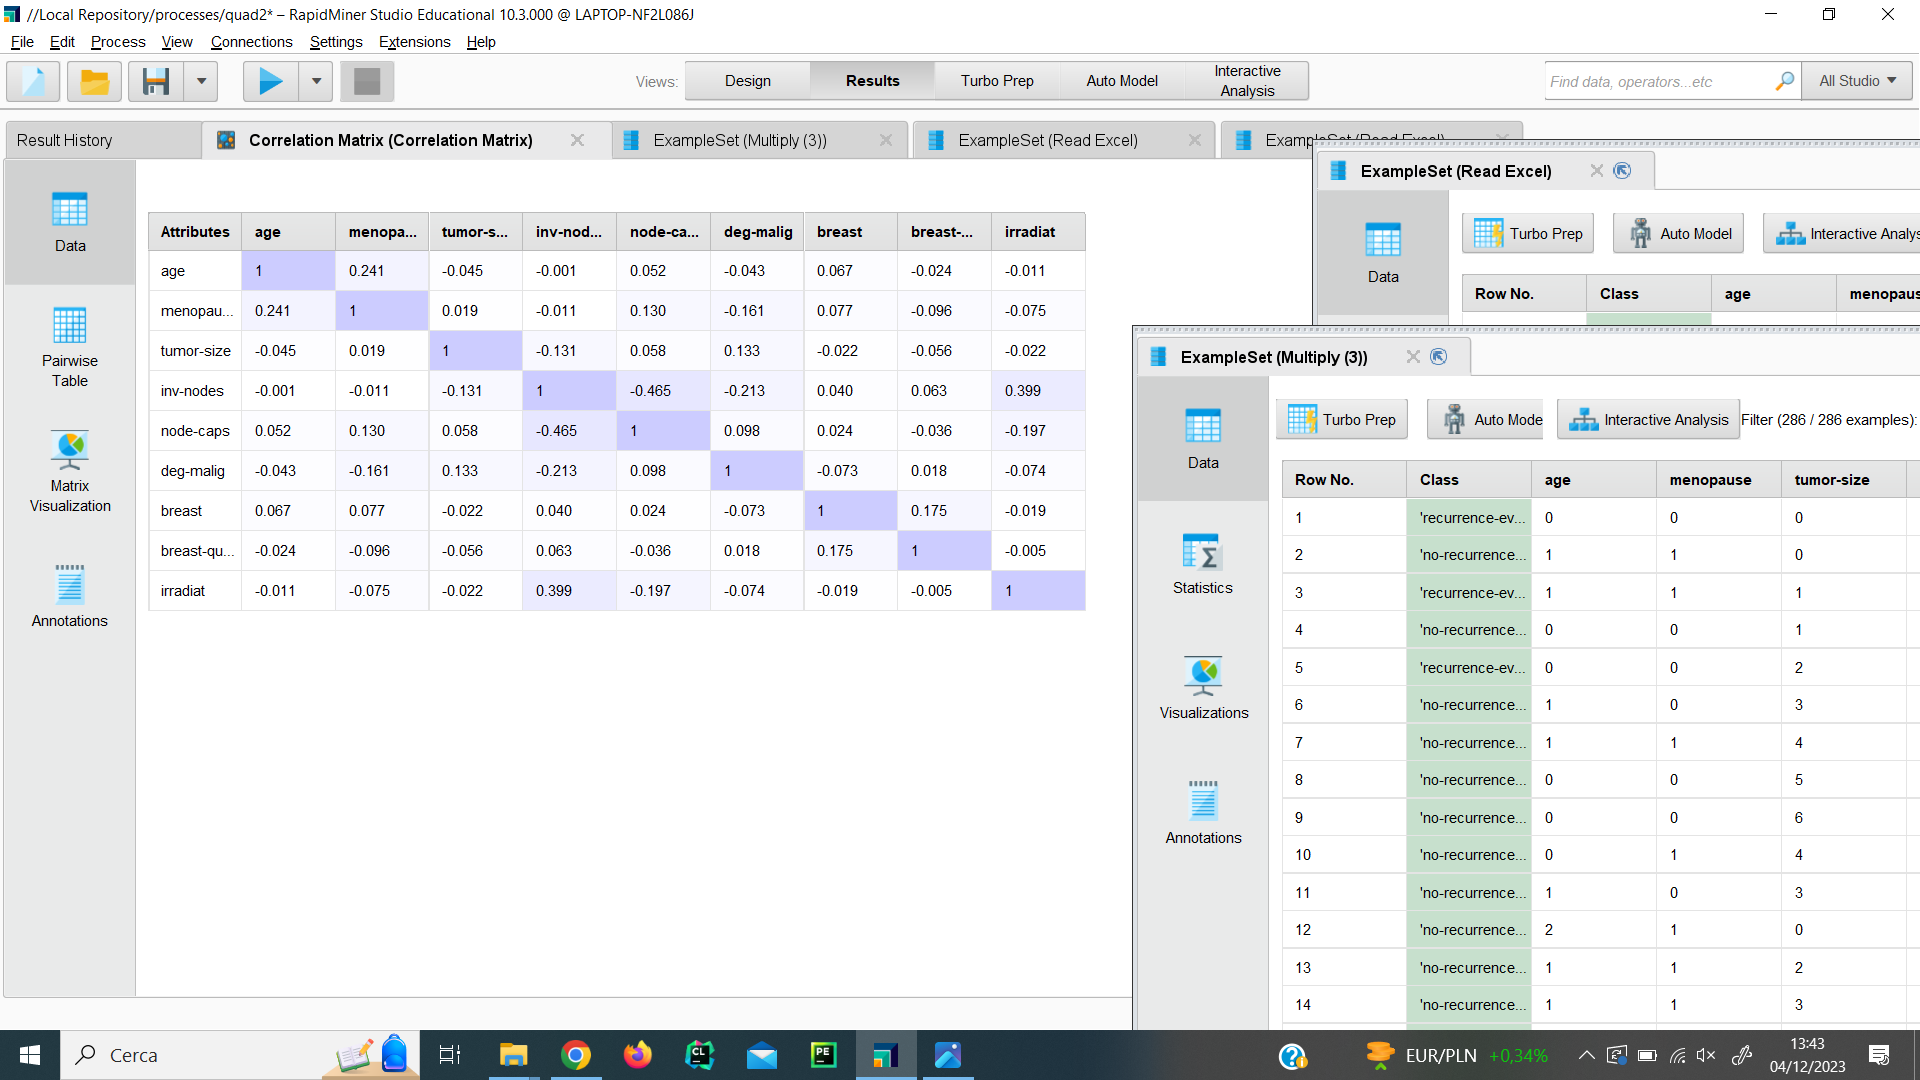 //Local Repository/processes/quad2* – RapidMiner Studio Educational 10.3.000 @ LAPTOP-NF2L086J
File Edit Process View Connections Settings Extensions Help
Views: Design Results Turbo Prep Auto Model Interactive Analysis
Find data, operators...etc
All Studio
Result History
Correlation Matrix (Correlation Matrix)
ExampleSet (Multiply (3))
ExampleSet (Read Excel)
ExampleSet (Read Excel)
Data
Pairwise Table
Matrix Visualization
Annotations
Attributes age menopa... tumor-s... inv-nod... node-ca... deg-malig breast breast-... irradiat
age 1 0.241 -0.045 -0.001 0.052 -0.043 0.067 -0.024 -0.011
menopau... 0.241 1 0.019 -0.011 0.130 -0.161 0.077 -0.096 -0.075
tumor-size -0.045 0.019 1 -0.131 0.058 0.133 -0.022 -0.056 -0.022
inv-nodes -0.001 -0.011 -0.131 1 -0.465 -0.213 0.040 0.063 0.399
node-caps 0.052 0.130 0.058 -0.465 1 0.098 0.024 -0.036 -0.197
deg-malig -0.043 -0.161 0.133 -0.213 0.098 1 -0.073 0.018 -0.074
breast 0.067 0.077 -0.022 0.040 0.024 -0.073 1 0.175 -0.019
breast-qu... -0.024 -0.096 -0.056 0.063 -0.036 0.018 0.175 1 -0.005
irradiat -0.011 -0.075 -0.022 0.399 -0.197 -0.074 -0.019 -0.005 1
ExampleSet (Read Excel)
Data
Turbo Prep Auto Model Interactive Analys
Row No. Class age menopaus
ExampleSet (Multiply (3))
Data
Statistics
Visualizations
Annotations
Turbo Prep Auto Mode Interactive Analysis Filter (286 / 286 examples):
Row No. Class age menopause tumor-size
1 'recurrence-ev... 0 0 0
2 'no-recurrence... 1 1 0
3 'recurrence-ev... 1 1 1
4 'no-recurrence... 0 0 1
5 'recurrence-ev... 0 0 2
6 'no-recurrence... 1 0 3
7 'no-recurrence... 1 1 4
8 'no-recurrence... 0 0 5
9 'no-recurrence... 0 0 6
10 'no-recurrence... 0 1 4
11 'no-recurrence... 1 0 3
12 'no-recurrence... 2 1 0
13 'no-recurrence... 1 1 2
14 'no-recurrence... 1 1 3
Cerca
CL
PE
EUR/PLN +0,34%
13:43
04/12/2023